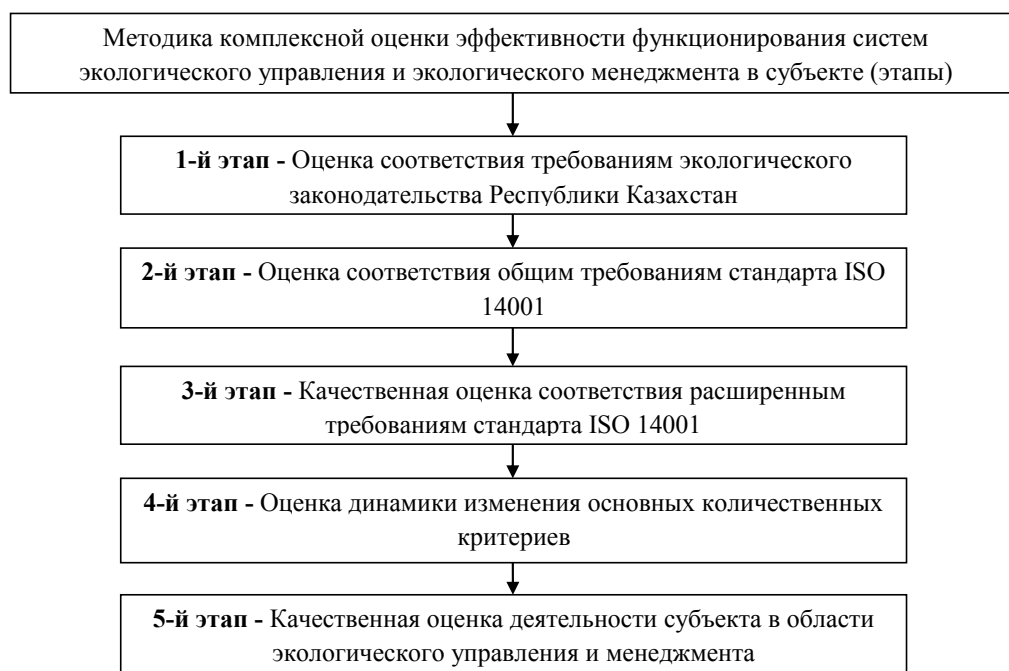 Методика комплексной оценки эффективности функционирования систем
экологического управления и экологического менеджмента в субъекте (этапы)
1-й этап - Оценка соответствия требованиям экологического
законодательства Республики Казахстан
2-й этап - Оценка соответствия общим требованиям стандарта ISO
14001
3-й этап - Качественная оценка соответствия расширенным
требованиям стандарта ISO 14001
4-й этап - Оценка динамики изменения основных количественных
критериев
5-й этап - Качественная оценка деятельности субъекта в области
экологического управления и менеджмента